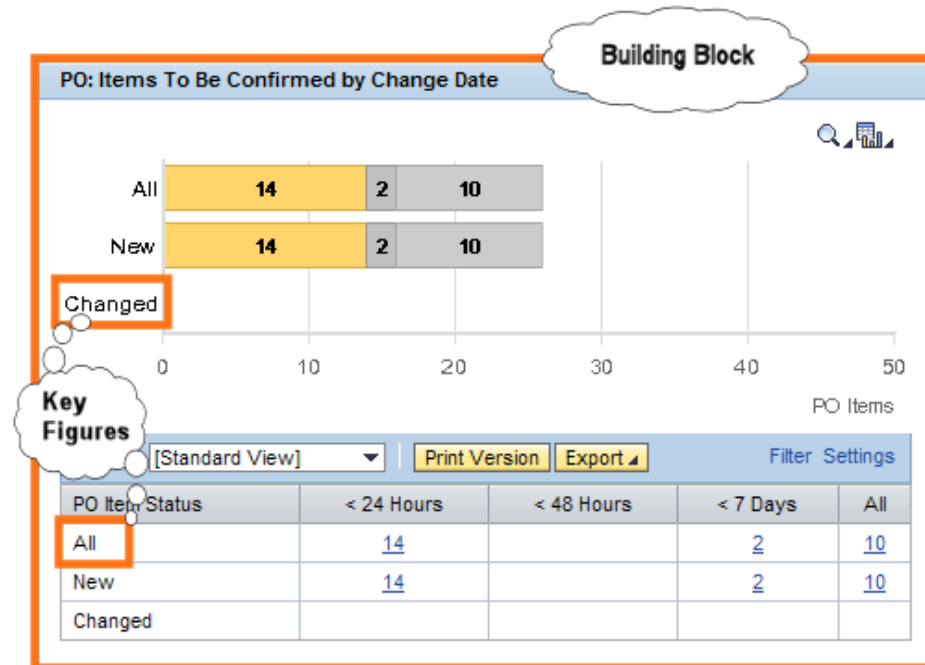 Building Block
PO: Items To Be Confirmed by Change Date
All 14 2 10
New 14 2 10
Changed
0 10 20 30 40 50
PO Items
Key
Figures
[Standard View] Print Version Export Filter Settings
PO Item Status < 24 Hours < 48 Hours < 7 Days All
All 14 2 10
New 14 2 10
Changed